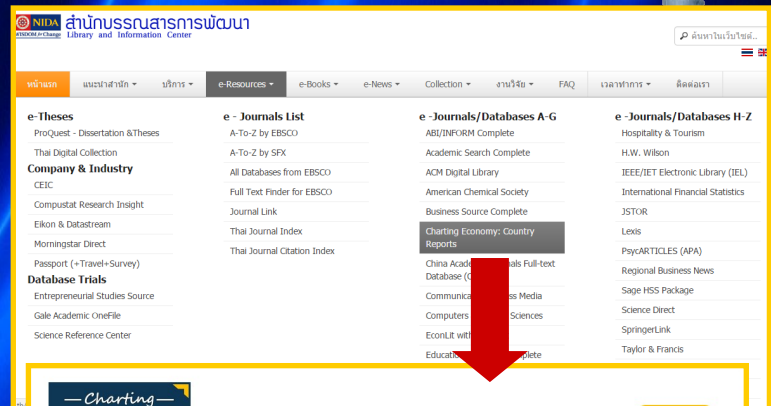 NIDA
WISDOM for Change
สำนักบรรณสารการพัฒนา
Library and Information Center
ค้นหาในเว็บไซต์..
หน้าแรก
แนะนำสำนัก
บริการ
e-Resources
e-Books
e-News
Collection
งานวิจัย
FAQ
เวลาทำการ
ติดต่อเรา
e-Theses
ProQuest - Dissertation &Theses
Thai Digital Collection
Company & Industry
CEIC
Compustat Research Insight
Eikon & Datastream
Morningstar Direct
Passport (+Travel+Survey)
Database Trials
Entrepreneurial Studies Source
Gale Academic OneFile
Science Reference Center
e - Journals List
A-To-Z by EBSCO
A-To-Z by SFX
All Databases from EBSCO
Full Text Finder for EBSCO
Journal Link
Thai Journal Index
Thai Journal Citation Index
e -Journals/Databases A-G
ABI/INFORM Complete
Academic Search Complete
ACM Digital Library
American Chemical Society
Business Source Complete
Charting Economy: Country
Reports
China Acade als Full-text
Database (C
Communica ss Media
Computers Sciences
EconLit with
Educatio plete
e -Journals/Databases H-Z
Hospitality & Tourism
H.W. Wilson
IEEE/IET Electronic Library (IEL)
International Financial Statistics
JSTOR
Lexis
PsycARTICLES (APA)
Regional Business News
Sage HSS Package
Science Direct
SpringerLink
Taylor & Francis
Charting